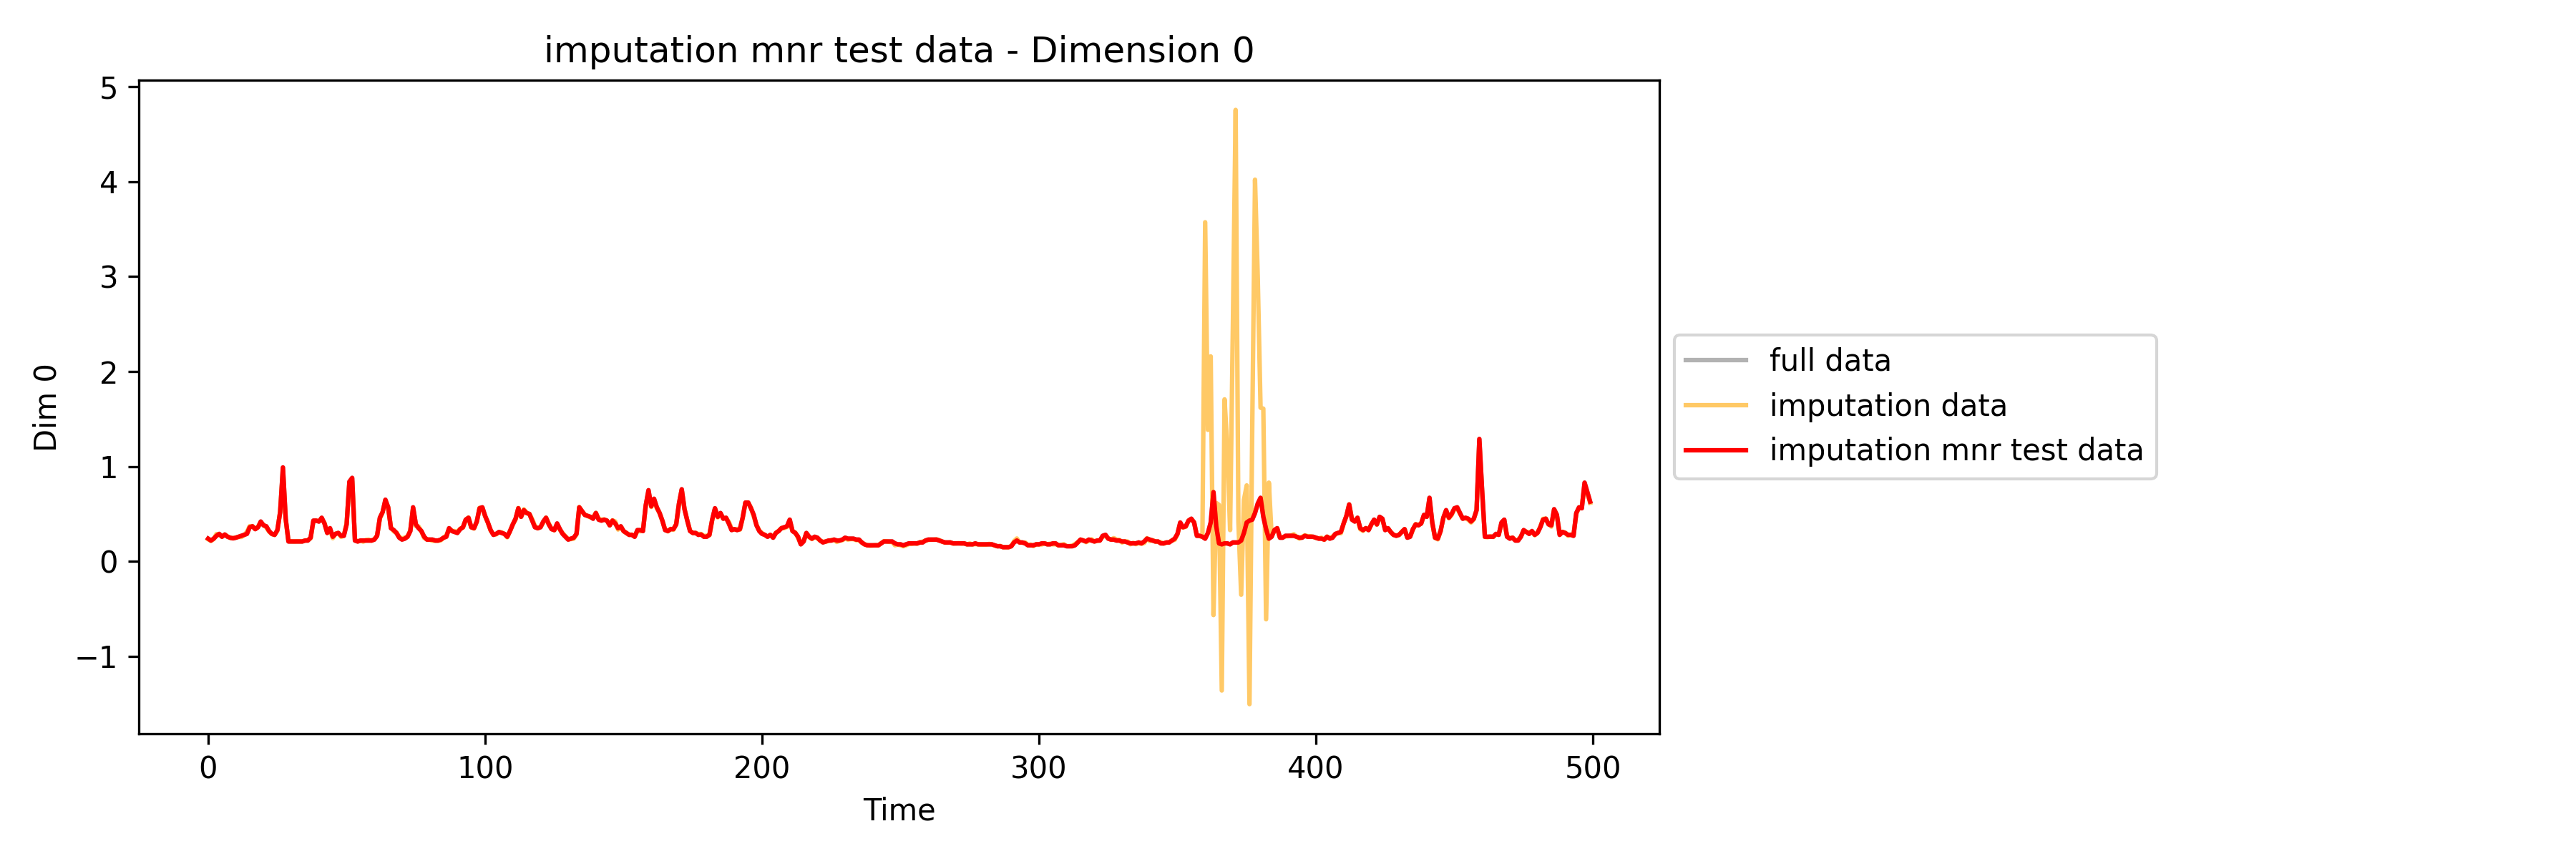 imputation mnr test data - Dimension 0
5
4
3
2
1
0
−1
Dim 0
0 100 200 300 400 500
Time
full data
imputation data
imputation mnr test data